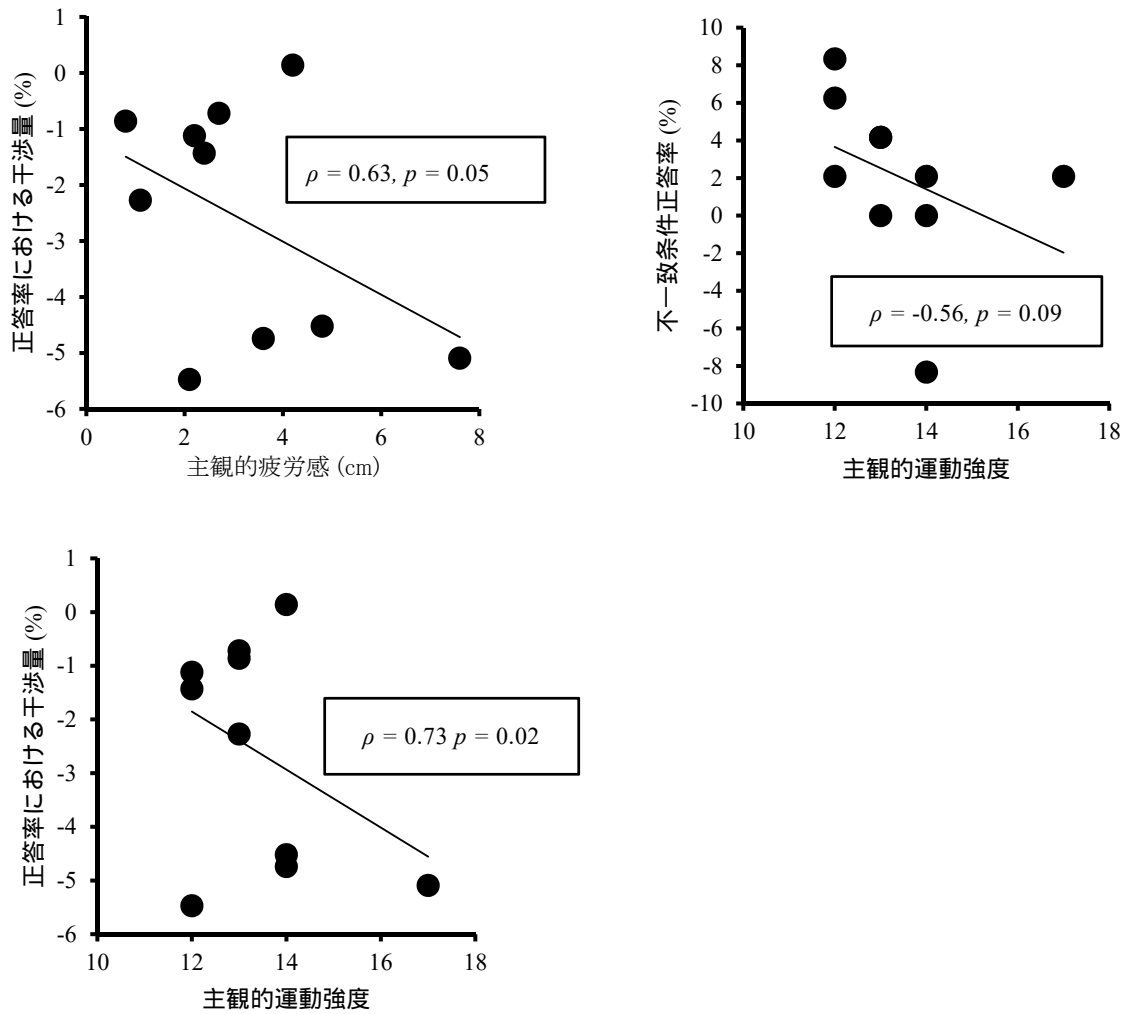 1
0
-1
-2
-3
-4
-5
-6
正答率における干渉量 (%)
ρ = 0.63, p = 0.05
0 2 4 6 8
主観的疲労感 (cm)
10
8
6
4
2
0
-2
-4
-6
-8
-10
不一致条件正答率 (%)
ρ = -0.56, p = 0.09
10 12 14 16 18
主観的運動強度
1
0
-1
-2
-3
-4
-5
-6
正答率における干渉量 (%)
ρ = 0.73 p = 0.02
10 12 14 16 18
主観的運動強度